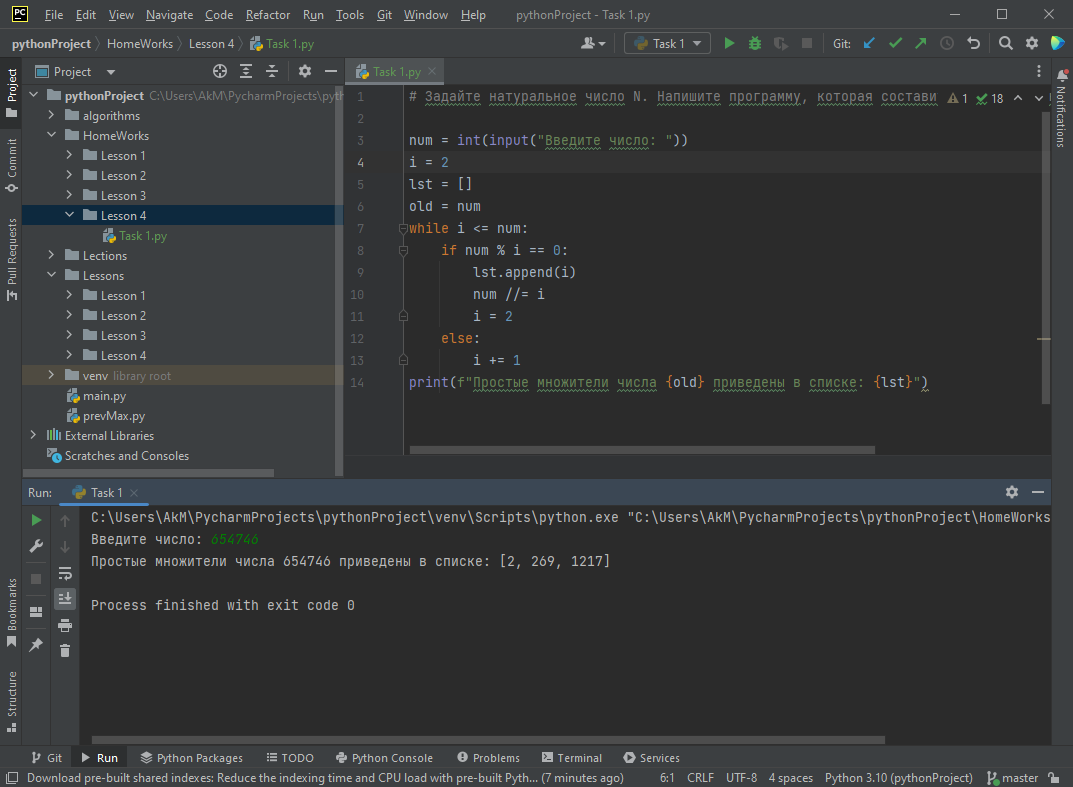 PC File Edit View Navigate Code Refactor Run Tools Git Window Help pythonProject - Task 1.py
pythonProject HomeWorks Lesson 4 Task 1.py Task 1 Git:
Project
Commit
Pull Requests
Bookmarks
Structure
Project
pythonProject C:\Users\AkM\PycharmProjects\pyth
algorithms
HomeWorks
Lesson 1
Lesson 2
Lesson 3
Lesson 4
Task 1.py
Lections
Lessons
Lesson 1
Lesson 2
Lesson 3
Lesson 4
venv library root
main.py
prevMax.py
External Libraries
Scratches and Consoles
Task 1.py
1 # Задайте натуральное число N. Напишите программу, которая состави 1 18
2
3 num = int(input("Введите число: "))
4 i = 2
5 lst = []
6 old = num
7 while i <= num:
8 if num % i == 0:
9 lst.append(i)
10 num //= i
11 i = 2
12 else:
13 i += 1
14 print(f"Простые множители числа {old} приведены в списке: {lst}")
Notifications
Run: Task 1
C:\Users\AkM\PycharmProjects\pythonProject\venv\Scripts\python.exe "C:\Users\AkM\PycharmProjects\pythonProject\HomeWorks
Введите число: 654746
Простые множители числа 654746 приведены в списке: [2, 269, 1217]
Process finished with exit code 0
Git Run Python Packages TODO Python Console Problems Terminal Services
Download pre-built shared indexes: Reduce the indexing time and CPU load with pre-built Pyth... (7 minutes ago) 6:1 CRLF UTF-8 4 spaces Python 3.10 (pythonProject) master